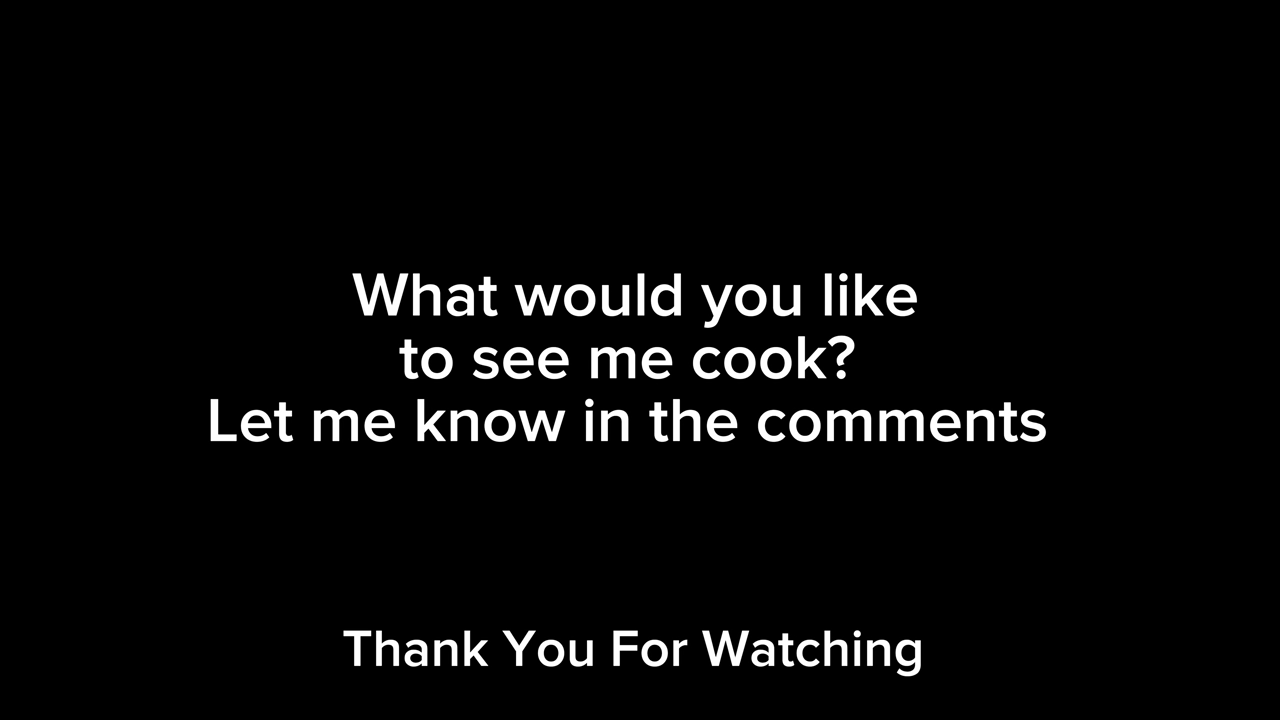 What would you like
to see me cook?
Let me know in the comments
Thank You For Watching